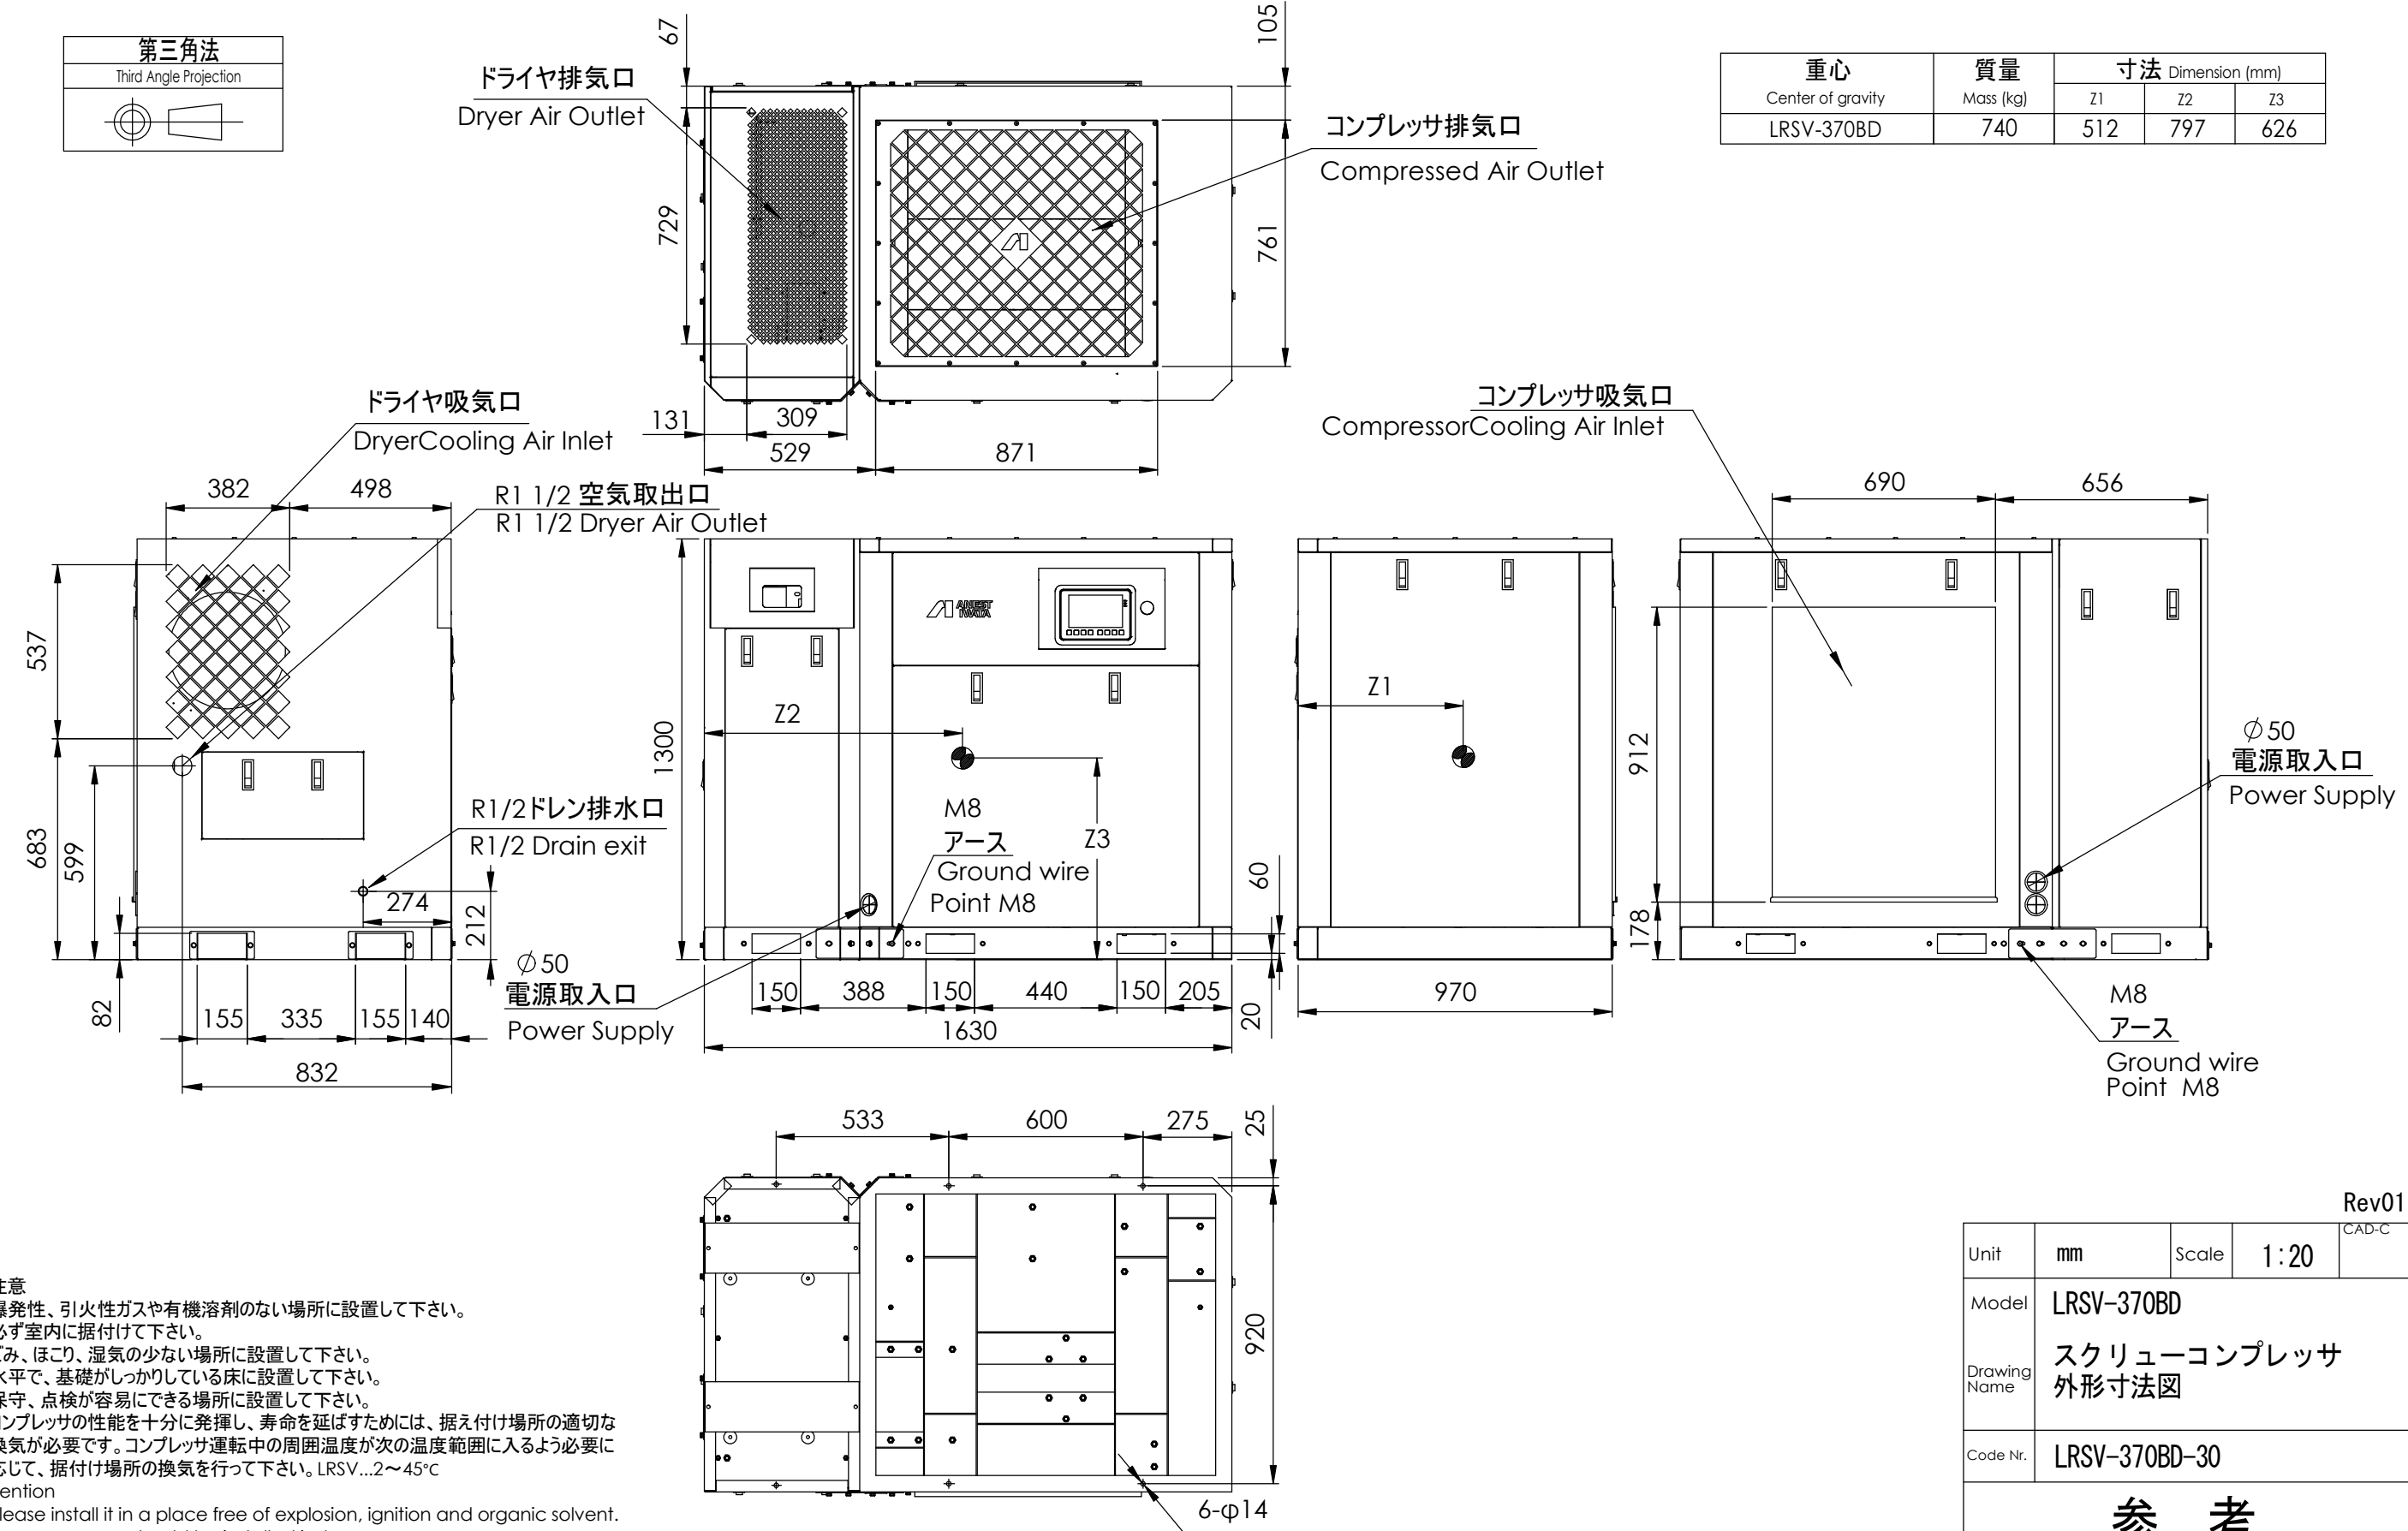 第三角法
Third Angle Projection
重心
Center of gravity
質量
Mass (kg)
寸法 Dimension (mm)
Z1 Z2 Z3
LRSV-370BD 740 512 797 626
67
105
ドライヤ排気口
Dryer Air Outlet
コンプレッサ排気口
Compressed Air Outlet
729
761
131 309
529 871
ドライヤ吸気口
DryerCooling Air Inlet
コンプレッサ吸気口
CompressorCooling Air Inlet
382 498
R1 1/2 空気取出口
R1 1/2 Dryer Air Outlet
537
683
599
82
R1/2ドレン排水口
R1/2 Drain exit
274
212
155 335 155 140
832
ANEST
IWATA
1300
Z2
Z3
M8
アース
Ground wire
Point M8
φ50
電源取入口
Power Supply
60
20
150 388 150 440 150 205
1630
Z1
970
690 656
912
178
φ50
電源取入口
Power Supply
M8
アース
Ground wire
Point M8
533 600 275 25
920
6-φ14
意
発性、引火性ガスや有機溶剤のない場所に設置して下さい。
ず室内に据付けて下さい。
み、ほこり、湿気の少ない場所に設置して下さい。
平で、基礎がしっかりしている床に設置して下さい。
守、点検が容易にできる場所に設置して下さい。
ンプレッサの性能を十分に発揮し、寿命を延ばすためには、据え付け場所の適切な
気が必要です。コンプレッサ運転中の周囲温度が次の温度範囲に入るよう必要に
じて、据付け場所の換気を行って下さい。LRSV...2～45℃
ention
lease install it in a place free of explosion, ignition and organic solvent.
Rev01
CAD-C
Unit mm Scale 1:20
Model LRSV-370BD
Drawing Name
スクリューコンプレッサ
外形寸法図
Code Nr. LRSV-370BD-30
参 考